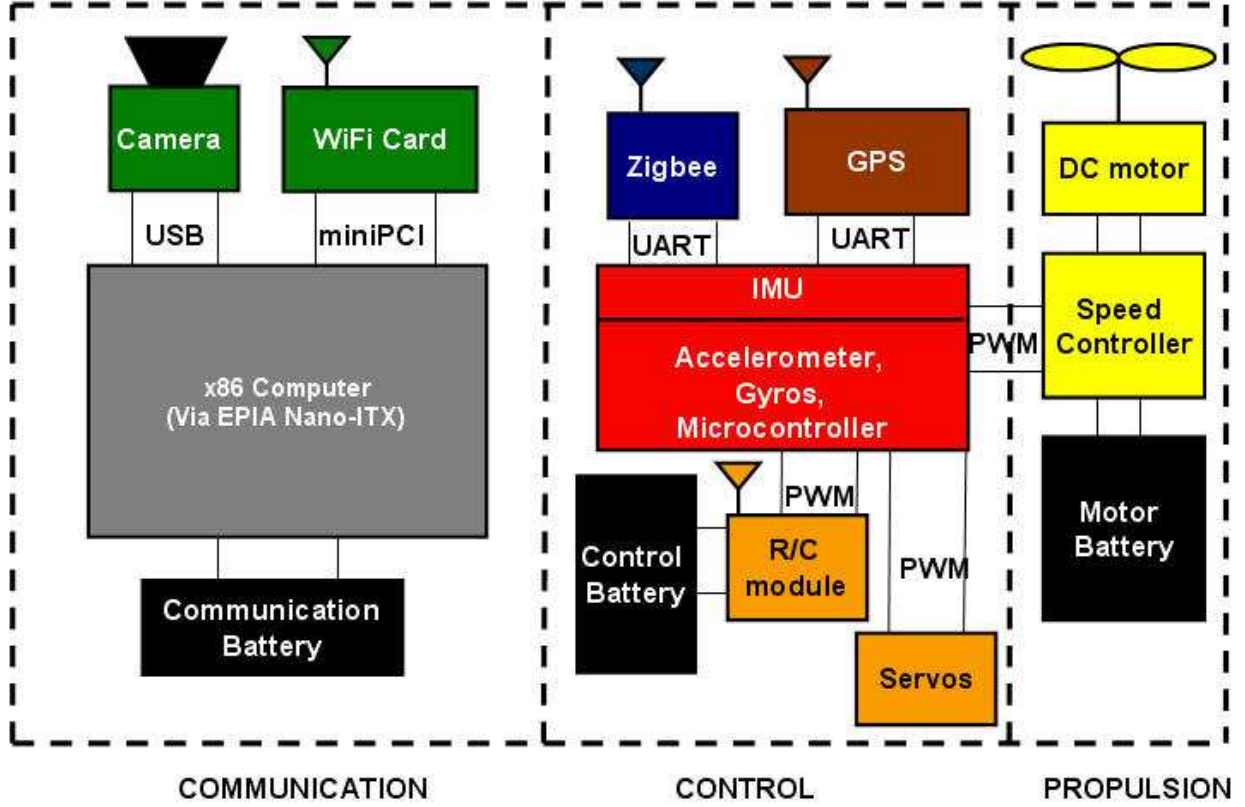 Camera
WiFi Card
USB
miniPCI
x86 Computer
(Via EPIA Nano-ITX)
Communication
Battery
COMMUNICATION
Zigbee
GPS
UART
UART
IMU
Accelerometer,
Gyros,
Microcontroller
PWM
Control
Battery
R/C
module
PWM
Servos
CONTROL
DC motor
PWM
Speed
Controller
Motor
Battery
PROPULSION